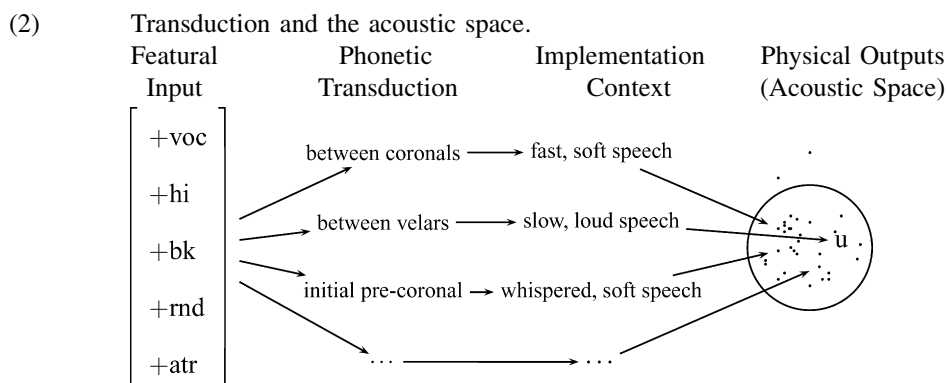 (2) Transduction and the acoustic space.
Featural Phonetic Implementation Physical Outputs
Input Transduction Context (Acoustic Space)
+voc
between coronals fast, soft speech
+hi
between velars slow, loud speech
u
+bk
initial pre-coronal whispered, soft speech
+rnd
+atr ... ...